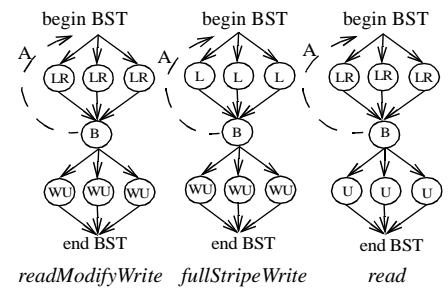 begin BST begin BST begin BST
A A A
LR LR LR L L L LR LR LR
B B B
WU WU WU WU WU WU U U U
end BST end BST end BST
readModifyWrite fullStripeWrite read